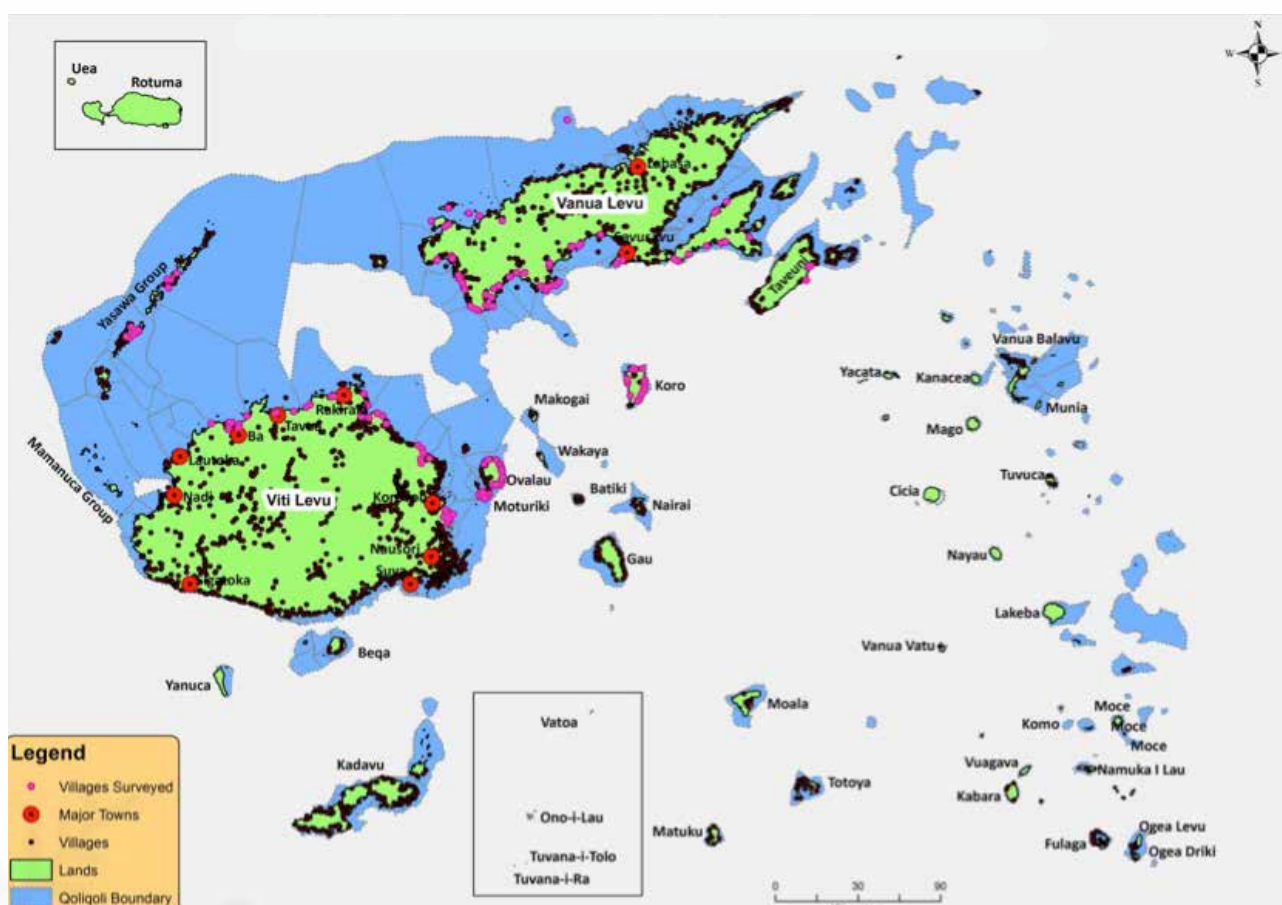 N
W
S
Uea
Rotuma
Labasa
Vanua Levu
Savusavu
Taveuni
Yasawa Group
Vanua Balavu
Yacata
Kanacea
Koro
Makogai
Munia
Rakiraki
Tavua
Ba
Mago
Wakaya
Lautoka
Mamanuca Group
Ovalau
Tuvuca
Batiki
Cicia
Nadi
Viti Levu
Moturiki
Nairai
Nausori
Gau
Nayau
Suva
Sigatoka
Lakeba
Vanua Vatu
Beqa
Yanuca
Moala
Moce
Vatoa
Komo
Moce
Moce
Legend
Kadavu
Vuagava
Namuka I Lau
Villages Surveyed
Totoya
Kabara
Major Towns
Ono-i-Lau
Matuku
Ogea Levu
Villages
Fulaga
Ogea Driki
Tuvana-i-Tolo
Lands
Tuvana-i-Ra
0 30 60 90
Qoliqoli Boundary